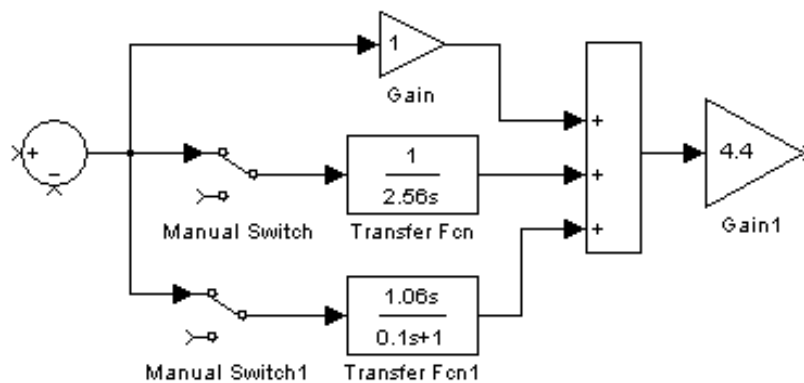 1
Gain
+
+
−
1
2.56s
+
4.4
Manual Switch
Transfer Fcn
+
Gain1
1.06s
0.1s+1
Manual Switch1
Transfer Fcn1